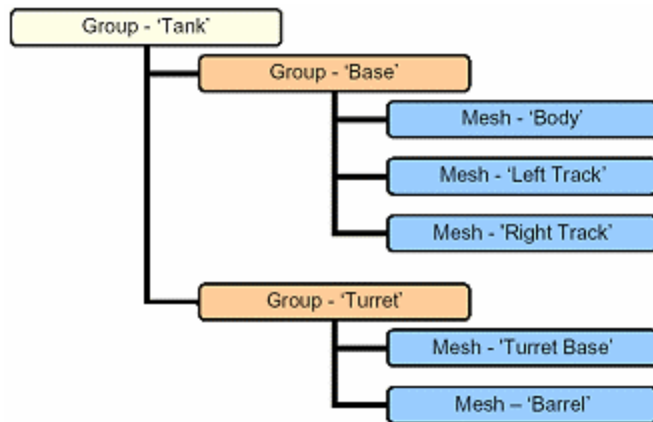 Group - ‘Tank’
Group - ‘Base’
Mesh - ‘Body’
Mesh - ‘Left Track’
Mesh - 'Right Track’
Group - ‘Turret’
Mesh - 'Turret Base’
Mesh – ‘Barrel’